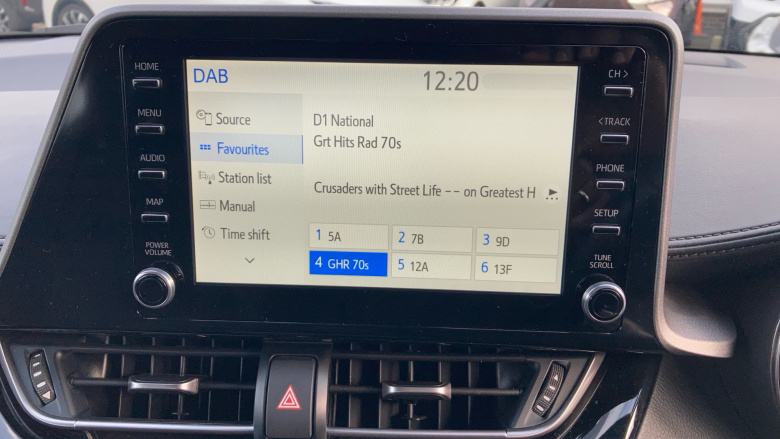 HOME
MENU
AUDIO
MAP
POWER
VOLUME
DAB
12:20
Source
Favourites
Station list
Manual
Time shift
D1 National
Grt Hits Rad 70s
Crusaders with Street Life -- on Greatest H
1 5A
2 7B
3 9D
4 GHR 70s
5 12A
6 13F
CH >
< TRACK
PHONE
SETUP
TUNE
SCROLL